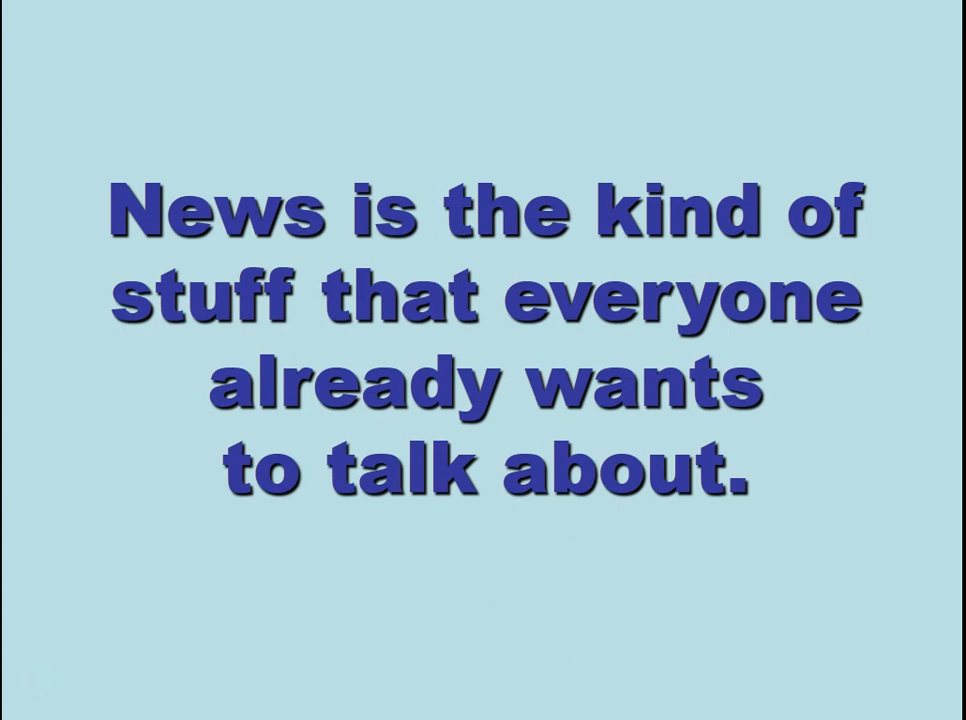 News is the kind of
stuff that everyone
already wants
to talk about.